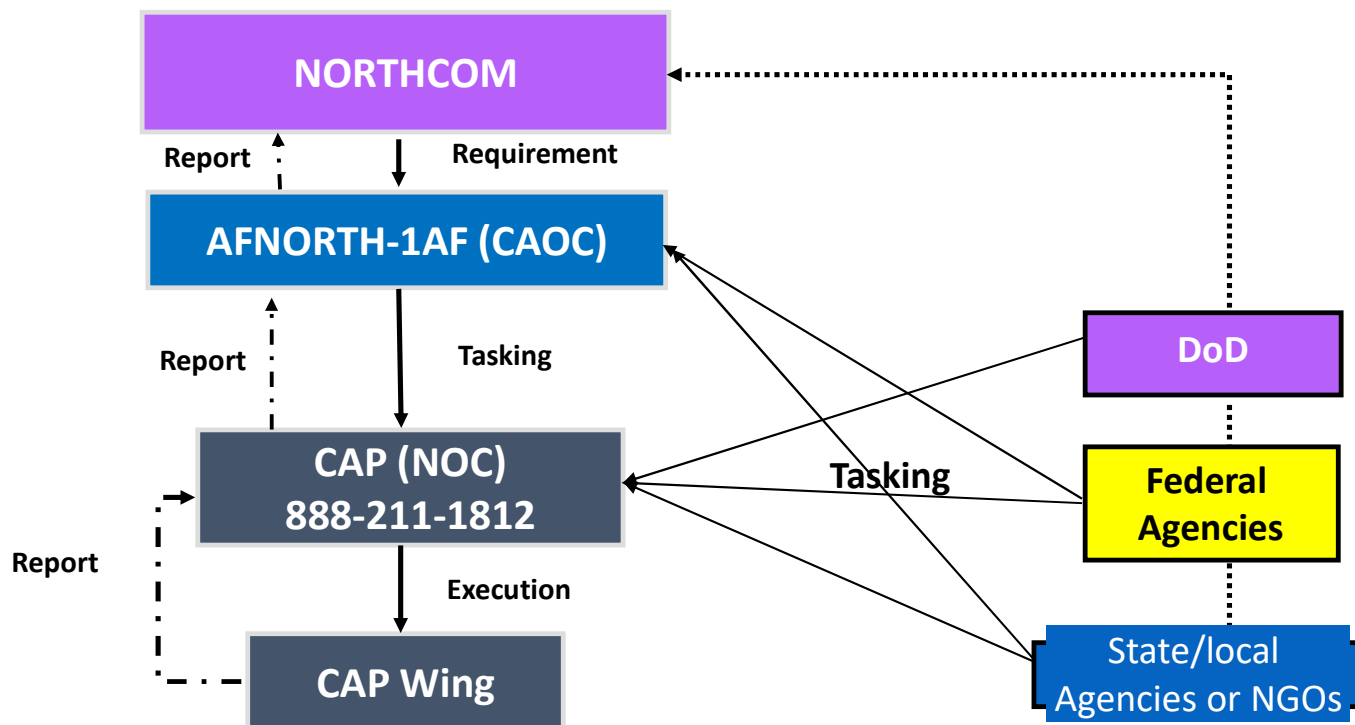 NORTHCOM
Report
Requirement
AFNORTH-1AF (CAOC)
Report
Tasking
DoD
CAP (NOC)
888-211-1812
Tasking
Federal
Agencies
Report
Execution
CAP Wing
State/local
Agencies or NGOs